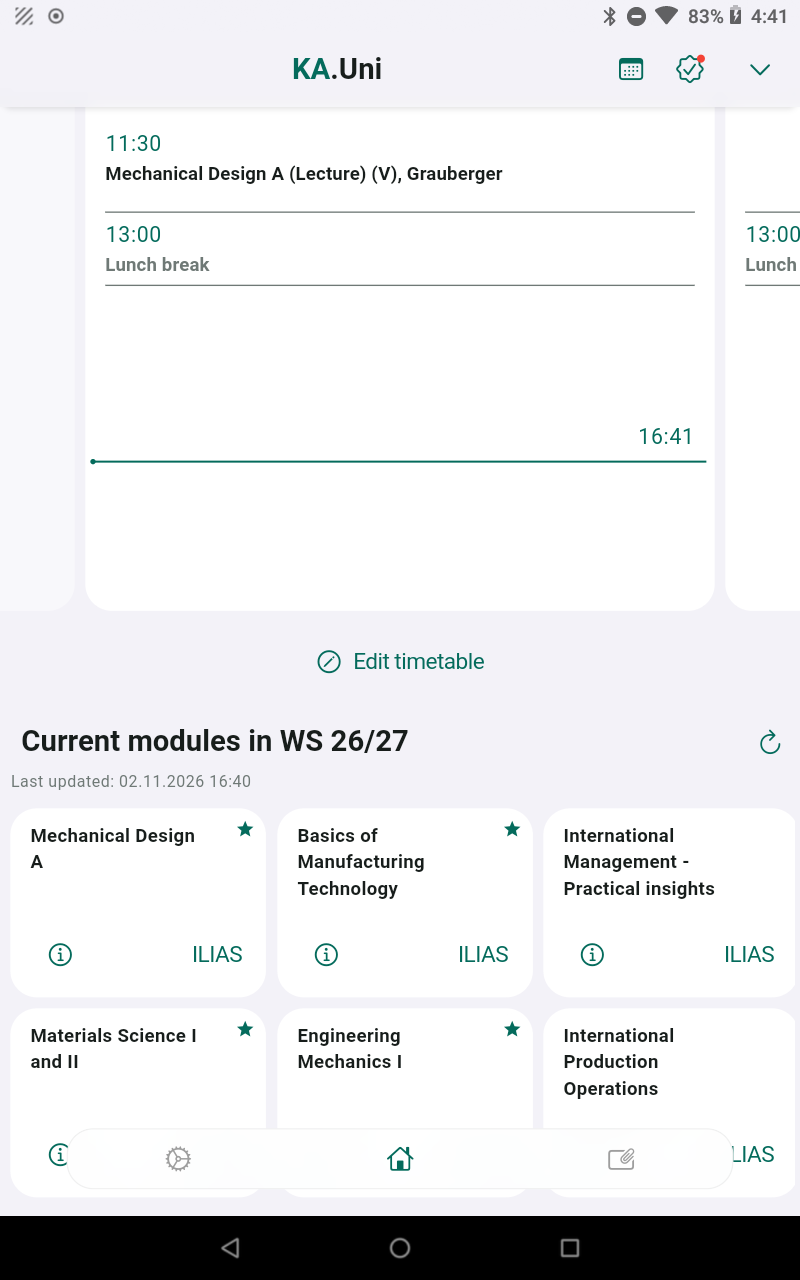 83% 4:41
KA.Uni
11:30
Mechanical Design A (Lecture) (V), Grauberger
13:00
Lunch break
13:00
Lunch
16:41
Edit timetable
Current modules in WS 26/27
Last updated: 02.11.2026 16:40
Mechanical Design
A
ILIAS
Basics of
Manufacturing
Technology
ILIAS
International
Management -
Practical insights
ILIAS
Materials Science I
and II
Engineering
Mechanics I
International
Production
Operations
LIAS